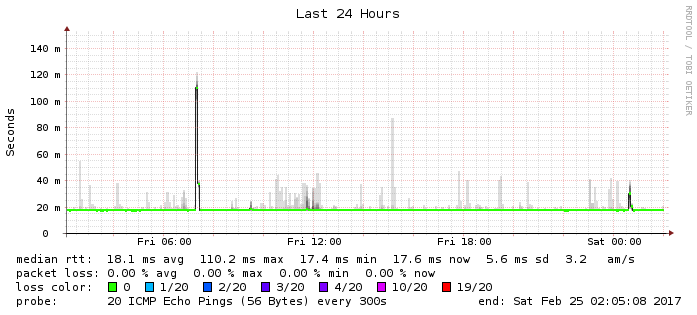 Last 24 Hours
RRDTOOL / TOBI OETIKER
Seconds
140 m
120 m
100 m
80 m
60 m
40 m
20 m
0
Fri 06:00 Fri 12:00 Fri 18:00 Sat 00:00
median rtt: 18.1 ms avg 110.2 ms max 17.4 ms min 17.6 ms now 5.6 ms sd 3.2 am/s
packet loss: 0.00 % avg 0.00 % max 0.00 % min 0.00 % now
loss color: 0 1/20 2/20 3/20 4/20 10/20 19/20
probe: 20 ICMP Echo Pings (56 Bytes) every 300s end: Sat Feb 25 02:05:08 2017